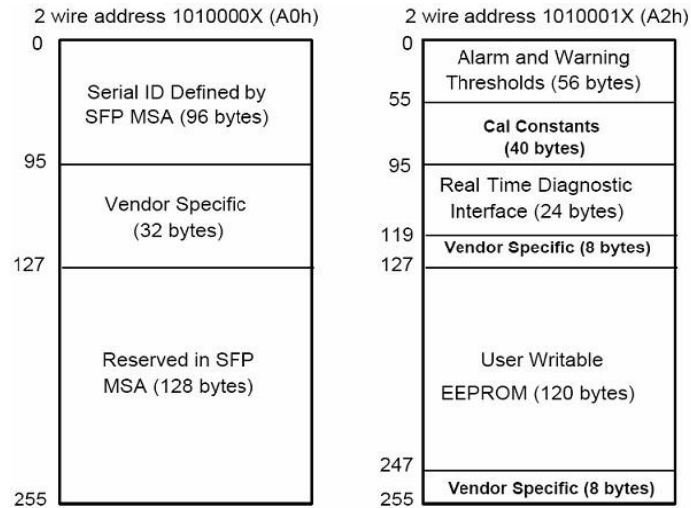 2 wire address 1010000X (A0h)
0
Serial ID Defined by
SFP MSA (96 bytes)
95
Vendor Specific
(32 bytes)
127
Reserved in SFP
MSA (128 bytes)
255
2 wire address 1010001X (A2h)
0
Alarm and Warning
Thresholds (56 bytes)
55
Cal Constants
(40 bytes)
95
Real Time Diagnostic
Interface (24 bytes)
119
Vendor Specific (8 bytes)
127
User Writable
EEPROM (120 bytes)
247
Vendor Specific (8 bytes)
255